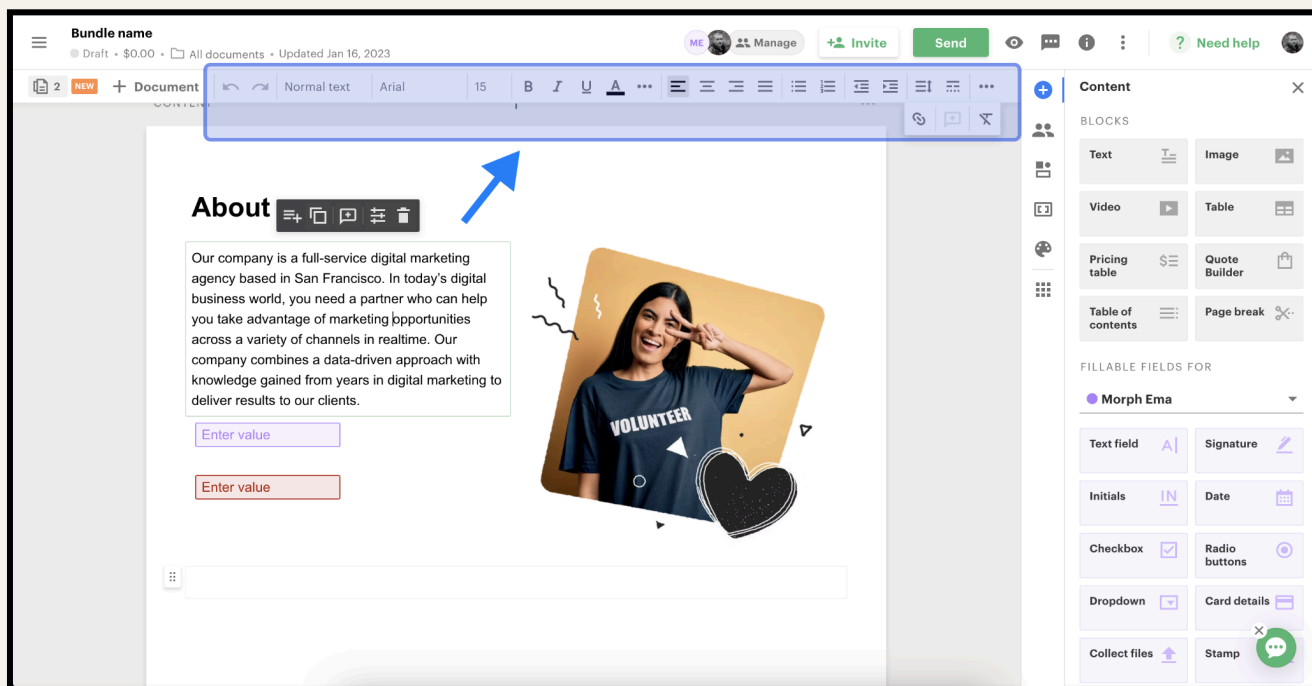 Bundle name
Draft • $0.00 • All documents • Updated Jan 16, 2023
ME
Manage
Invite
Send
Need help
2 NEW + Document
Normal text
Arial
15
B I U A
CONTENT
About
Our company is a full-service digital marketing
agency based in San Francisco. In today's digital
business world, you need a partner who can help
you take advantage of marketing opportunities
across a variety of channels in realtime. Our
company combines a data-driven approach with
knowledge gained from years in digital marketing to
deliver results to our clients.
Enter value
Enter value
VOLUNTEER
Content
BLOCKS
Text
Image
Video
Table
Pricing
table
Quote
Builder
Table of
contents
Page break
FILLABLE FIELDS FOR
Morph Ema
Text field
Signature
Initials IN
Date
Checkbox
Radio
buttons
Dropdown
Card details
Collect files
Stamp